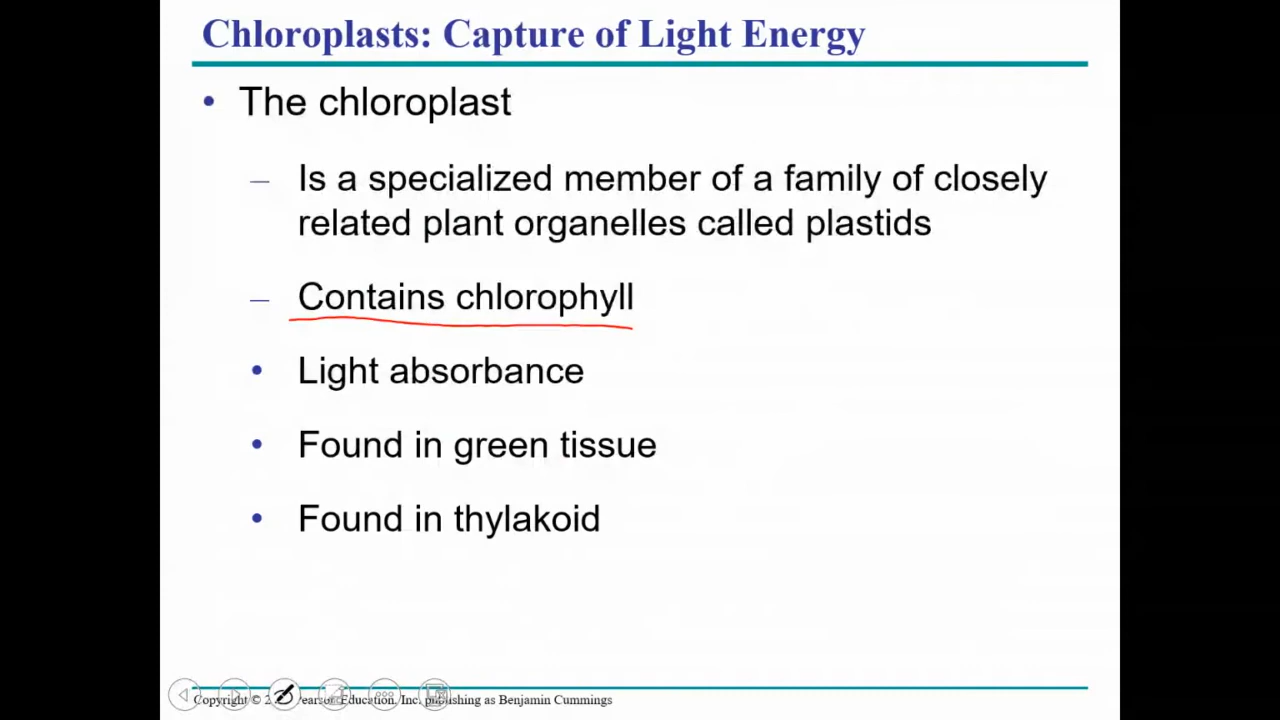 Chloroplasts: Capture of Light Energy
• The chloroplast
– Is a specialized member of a family of closely
related plant organelles called plastids
– Contains chlorophyll
• Light absorbance
• Found in green tissue
• Found in thylakoid
Copyright © Pearson Education, Inc. publishing as Benjamin Cummings